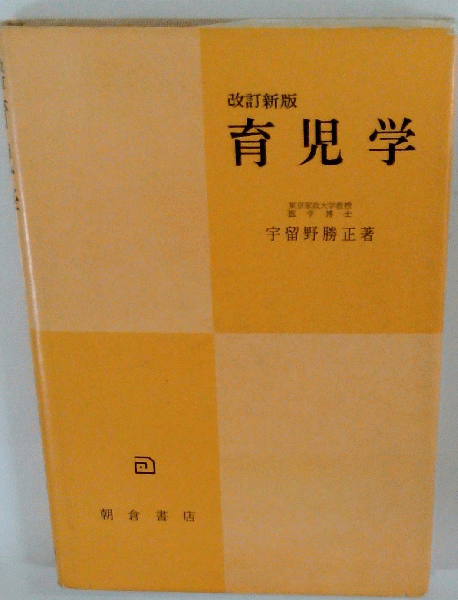 改訂新版
育児学
東京家政大学教授
医学博士
宇留野勝正著
朝倉書店